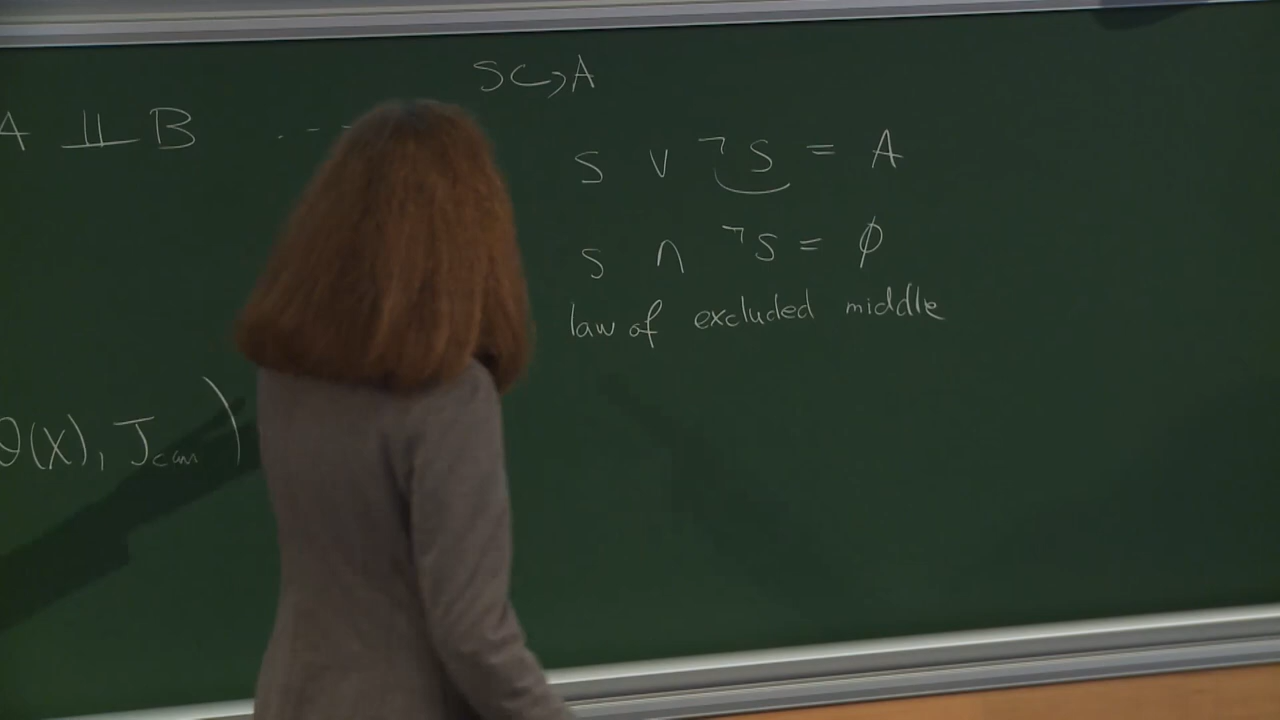 S ↪ A
A ⊥⊥ B ---
S ∨ ¬S = A
S ∩ ¬S = ∅
law of excluded middle
O(X), J_can )